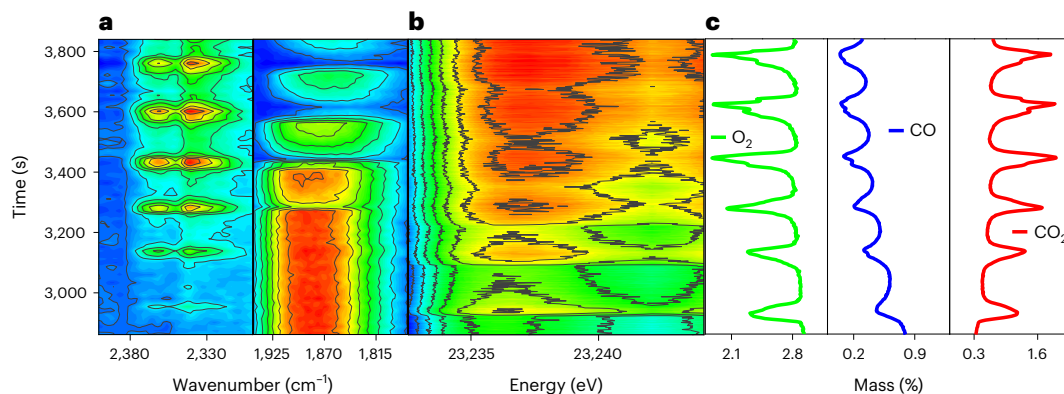 a b c
3,800
3,600
3,400
3,200
3,000
Time (s)
O2
CO
CO2
2,380 2,330 1,925 1,870 1,815 23,235 23,240 2.1 2.8 0.2 0.9 0.3 1.6
Wavenumber (cm−1) Energy (eV) Mass (%)